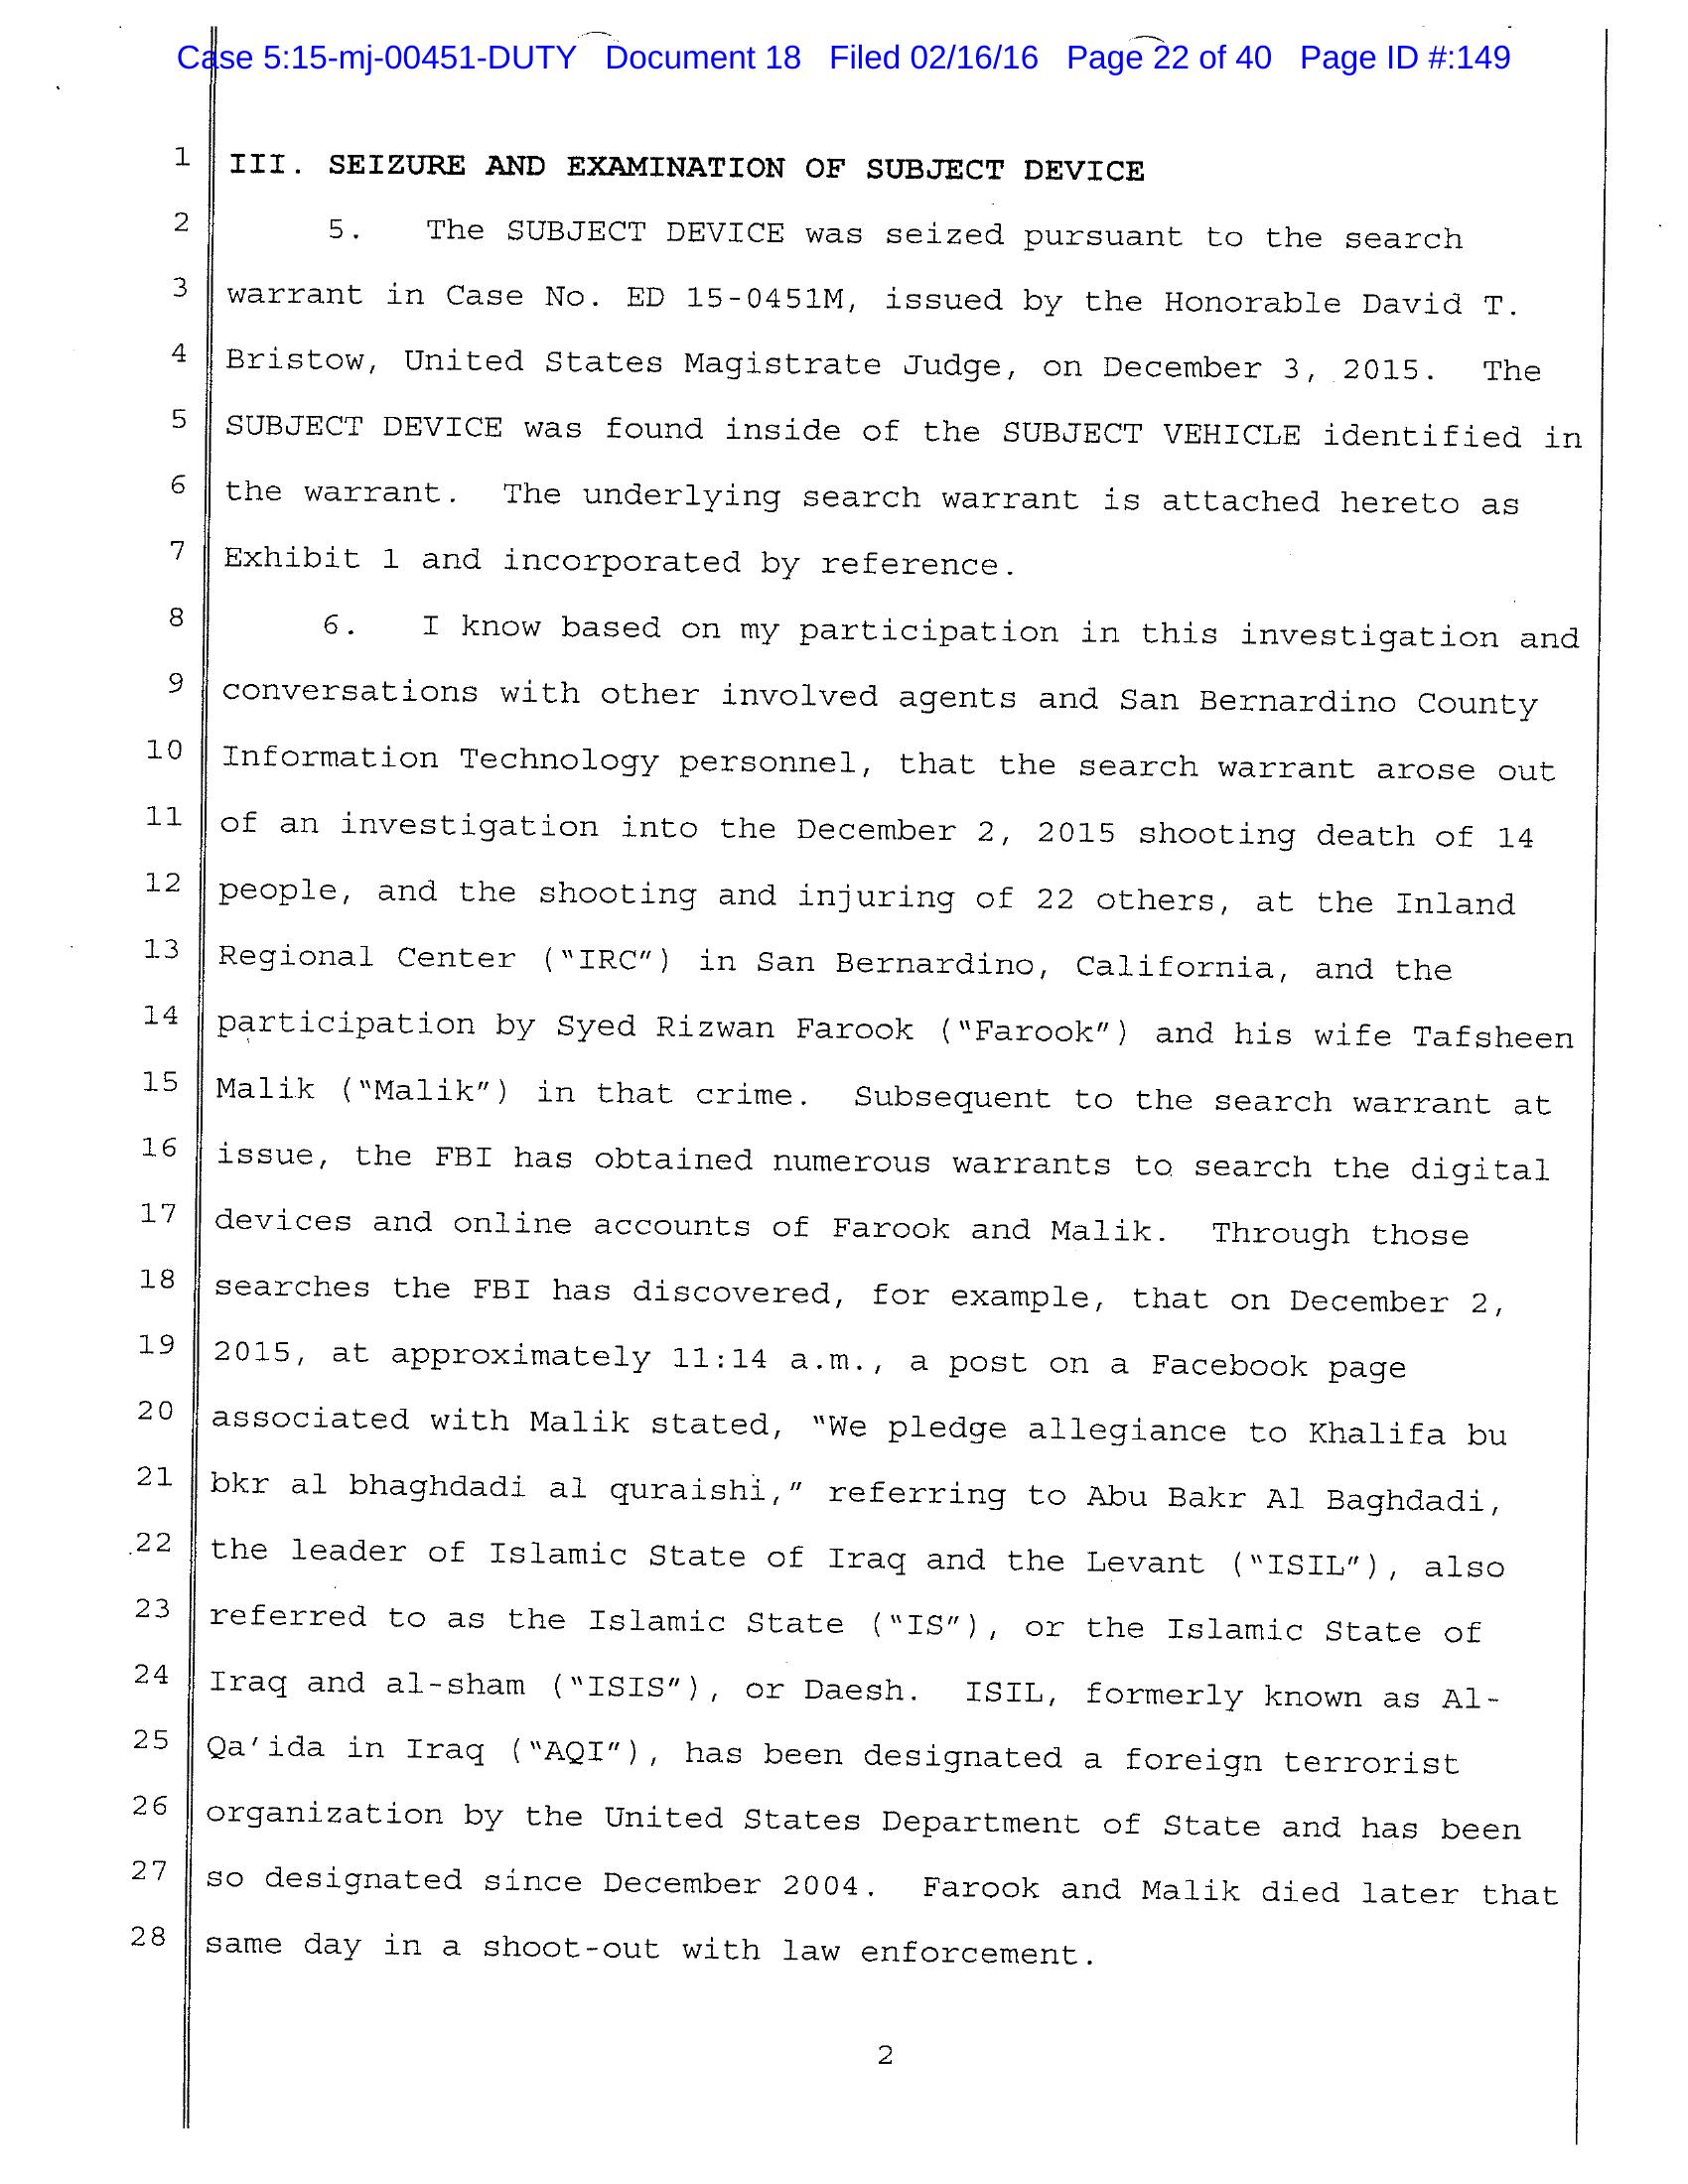 Case 5:15-mj-00451-DUTY Document 18 Filed 02/16/16 Page 22 of 40 Page ID #:149
1 III. SEIZURE AND EXAMINATION OF SUBJECT DEVICE
2 5. The SUBJECT DEVICE was seized pursuant to the search
3 warrant in Case No. ED 15-0451M, issued by the Honorable David T.
4 Bristow, United States Magistrate Judge, on December 3, 2015. The
5 SUBJECT DEVICE was found inside of the SUBJECT VEHICLE identified in
6 the warrant. The underlying search warrant is attached hereto as
7 Exhibit 1 and incorporated by reference.
8 6. I know based on my participation in this investigation and
9 conversations with other involved agents and San Bernardino County
10 Information Technology personnel, that the search warrant arose out
11 of an investigation into the December 2, 2015 shooting death of 14
12 people, and the shooting and injuring of 22 others, at the Inland
13 Regional Center ("IRC") in San Bernardino, California, and the
14 participation by Syed Rizwan Farook ("Farook") and his wife Tafsheen
15 Malik ("Malik") in that crime. Subsequent to the search warrant at
16 issue, the FBI has obtained numerous warrants to search the digital
17 devices and online accounts of Farook and Malik. Through those
18 searches the FBI has discovered, for example, that on December 2,
19 2015, at approximately 11:14 a.m., a post on a Facebook page
20 associated with Malik stated, "We pledge allegiance to Khalifa bu
21 bkr al bhaghdadi al quraishi," referring to Abu Bakr Al Baghdadi,
22 the leader of Islamic State of Iraq and the Levant ("ISIL"), also
23 referred to as the Islamic State ("IS"), or the Islamic State of
24 Iraq and al-sham ("ISIS"), or Daesh. ISIL, formerly known as Al-
25 Qa'ida in Iraq ("AQI"), has been designated a foreign terrorist
26 organization by the United States Department of State and has been
27 so designated since December 2004. Farook and Malik died later that
28 same day in a shoot-out with law enforcement.
2